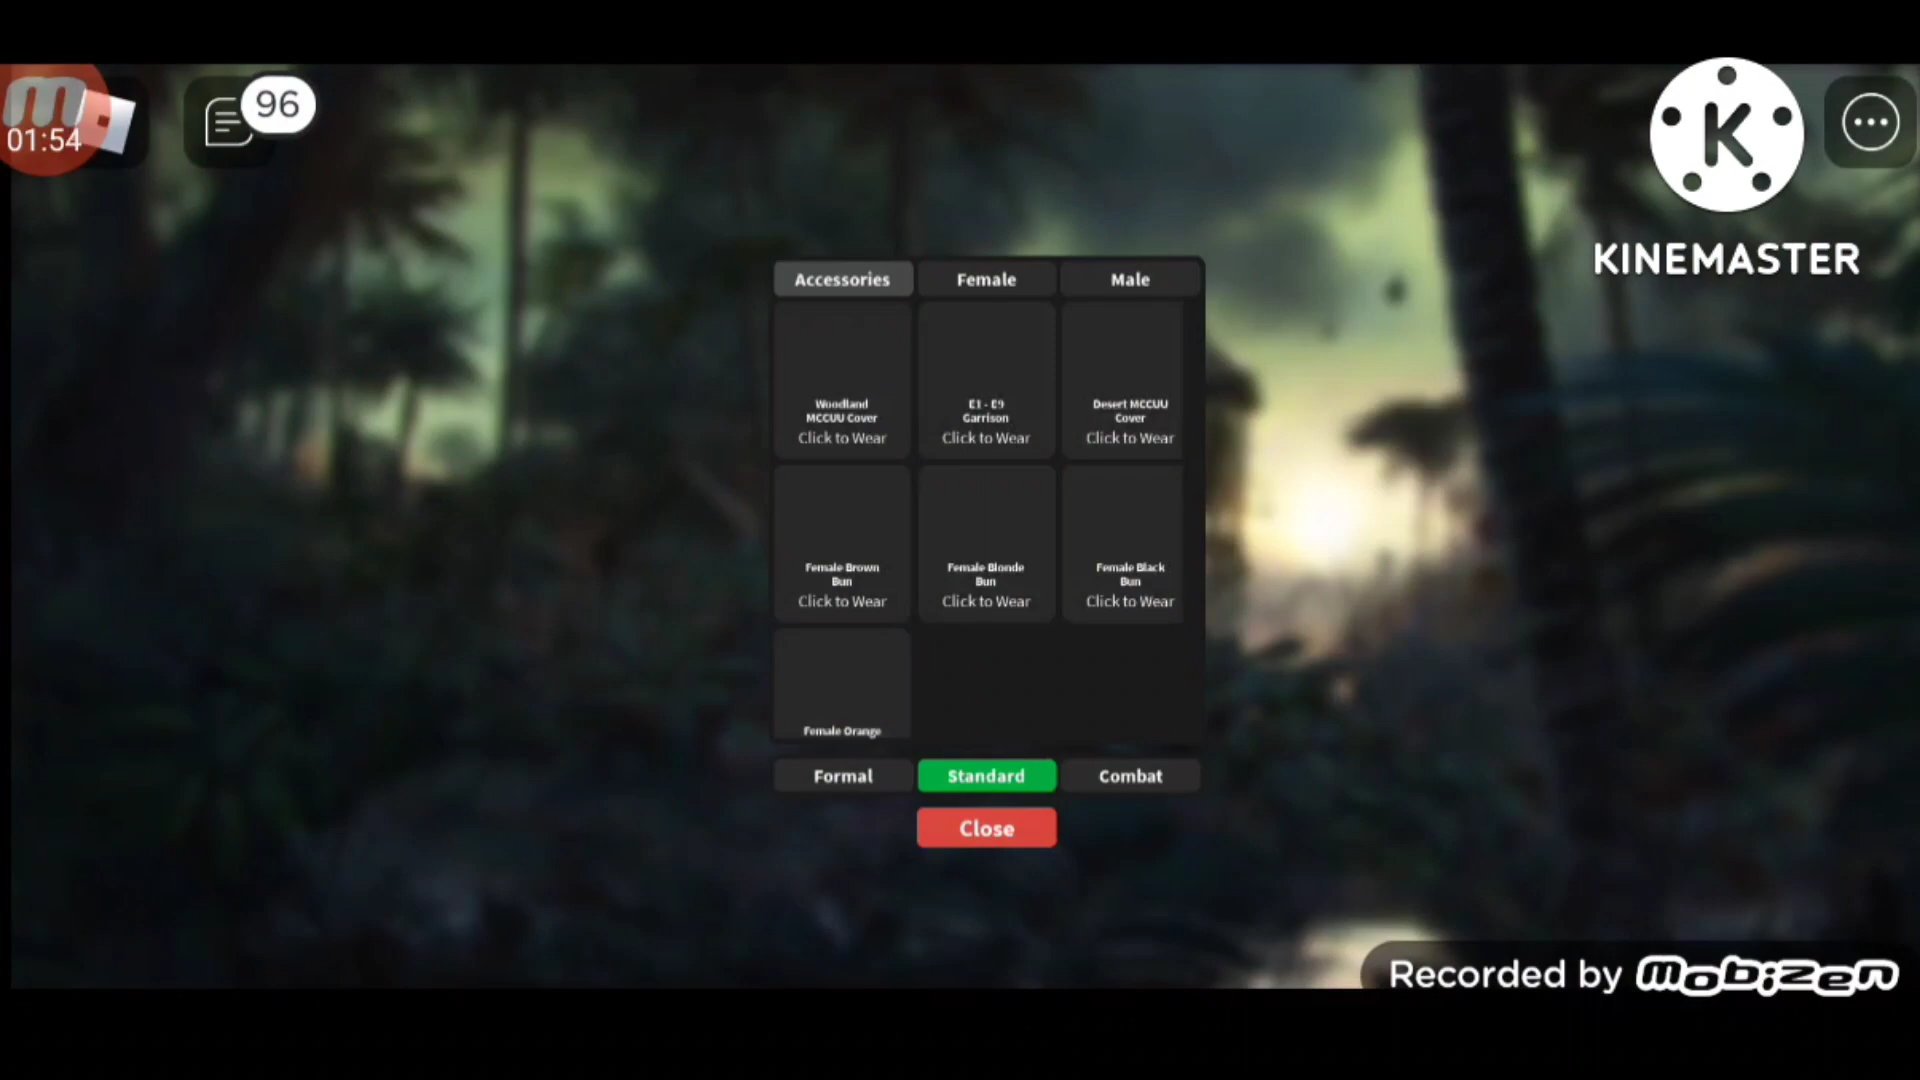 96
01:54
K
KINEMASTER
Accessories
Female
Male
Woodland
MCCUU Cover
Click to Wear
E1 - E9
Garrison
Click to Wear
Desert MCCUU
Cover
Click to Wear
Female Brown
Bun
Click to Wear
Female Blonde
Bun
Click to Wear
Female Black
Bun
Click to Wear
Female Orange
Formal
Standard
Combat
Close
Recorded by mobizen